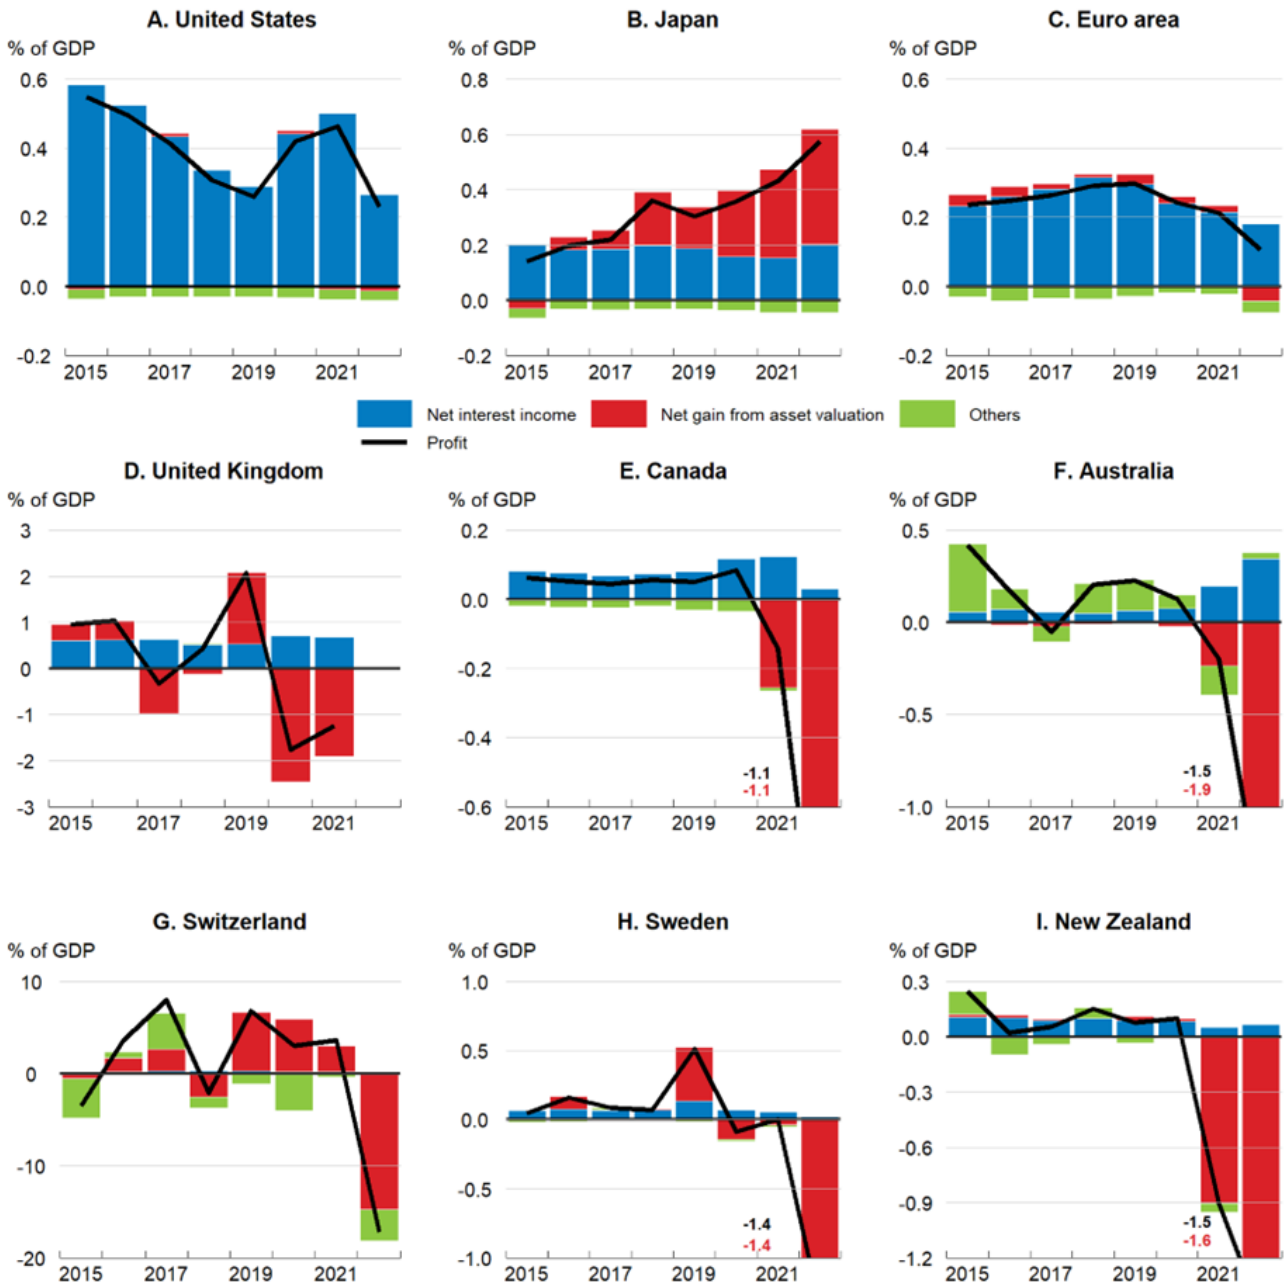 A. United States
% of GDP
0.6
0.4
0.2
0.0
-0.2
2015 2017 2019 2021
B. Japan
% of GDP
0.8
0.6
0.4
0.2
0.0
-0.2
2015 2017 2019 2021
C. Euro area
% of GDP
0.6
0.4
0.2
0.0
-0.2
2015 2017 2019 2021
Net interest income Net gain from asset valuation Others
Profit
D. United Kingdom
% of GDP
3
2
1
0
-1
-2
-3
2015 2017 2019 2021
E. Canada
% of GDP
0.2
0.0
-0.2
-0.4
-0.6
-1.1
-1.1
2015 2017 2019 2021
F. Australia
% of GDP
0.5
0.0
-0.5
-1.0
-1.5
-1.9
2015 2017 2019 2021
G. Switzerland
% of GDP
10
0
-10
-20
2015 2017 2019 2021
H. Sweden
% of GDP
1.0
0.5
0.0
-0.5
-1.0
-1.4
-1.4
2015 2017 2019 2021
I. New Zealand
% of GDP
0.3
0.0
-0.3
-0.6
-0.9
-1.2
-1.5
-1.6
2015 2017 2019 2021